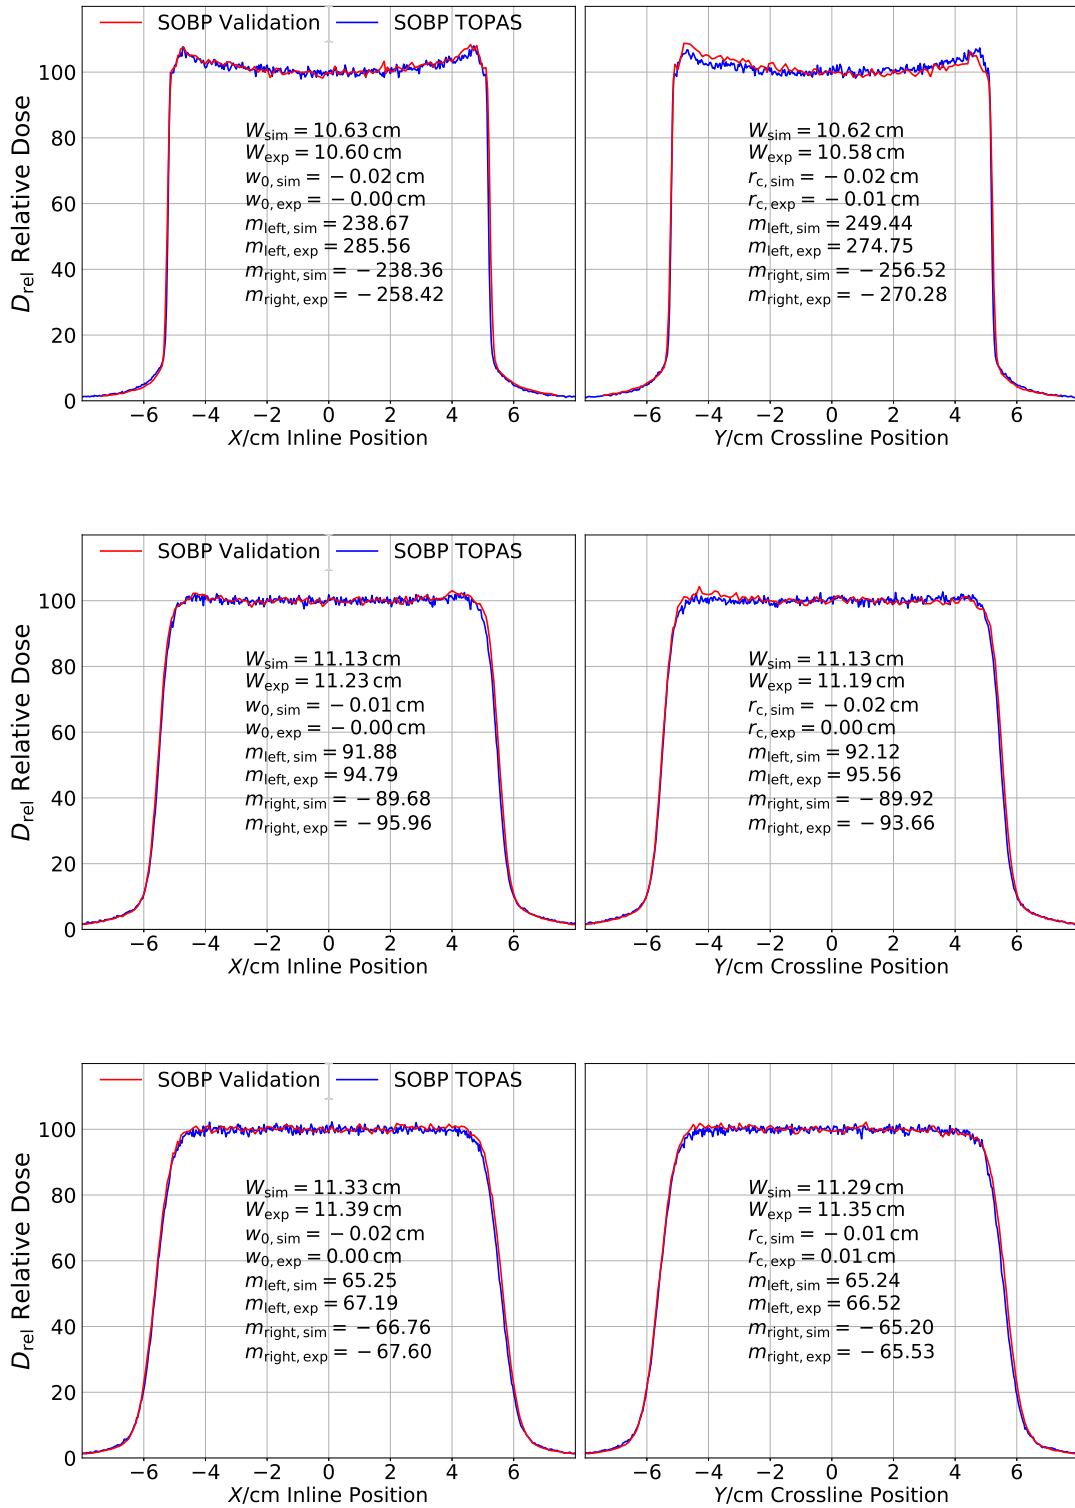 SOBP Validation SOBP TOPAS
100
80
60
40
20
0
D_rel Relative Dose
W_sim = 10.63 cm
W_exp = 10.60 cm
w_0,sim = −0.02 cm
w_0,exp = −0.00 cm
m_left,sim = 238.67
m_left,exp = 285.56
m_right,sim = −238.36
m_right,exp = −258.42
−6 −4 −2 0 2 4 6
X/cm Inline Position
W_sim = 10.62 cm
W_exp = 10.58 cm
r_c,sim = −0.02 cm
r_c,exp = −0.01 cm
m_left,sim = 249.44
m_left,exp = 274.75
m_right,sim = −256.52
m_right,exp = −270.28
−6 −4 −2 0 2 4 6
Y/cm Crossline Position
SOBP Validation SOBP TOPAS
100
80
60
40
20
0
D_rel Relative Dose
W_sim = 11.13 cm
W_exp = 11.23 cm
w_0,sim = −0.01 cm
w_0,exp = −0.00 cm
m_left,sim = 91.88
m_left,exp = 94.79
m_right,sim = −89.68
m_right,exp = −95.96
−6 −4 −2 0 2 4 6
X/cm Inline Position
W_sim = 11.13 cm
W_exp = 11.19 cm
r_c,sim = −0.02 cm
r_c,exp = 0.00 cm
m_left,sim = 92.12
m_left,exp = 95.56
m_right,sim = −89.92
m_right,exp = −93.66
−6 −4 −2 0 2 4 6
Y/cm Crossline Position
SOBP Validation SOBP TOPAS
100
80
60
40
20
0
D_rel Relative Dose
W_sim = 11.33 cm
W_exp = 11.39 cm
w_0,sim = −0.02 cm
w_0,exp = 0.00 cm
m_left,sim = 65.25
m_left,exp = 67.19
m_right,sim = −66.76
m_right,exp = −67.60
−6 −4 −2 0 2 4 6
X/cm Inline Position
W_sim = 11.29 cm
W_exp = 11.35 cm
r_c,sim = −0.01 cm
r_c,exp = 0.01 cm
m_left,sim = 65.24
m_left,exp = 66.52
m_right,sim = −65.20
m_right,exp = −65.53
−6 −4 −2 0 2 4 6
Y/cm Crossline Position